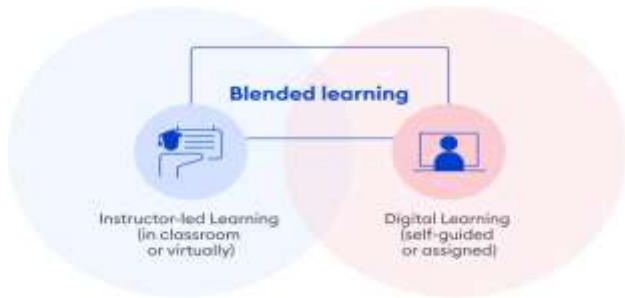 Blended learning
Instructor-led Learning
(in classroom
or virtually)
Digital Learning
(self-guided
or assigned)